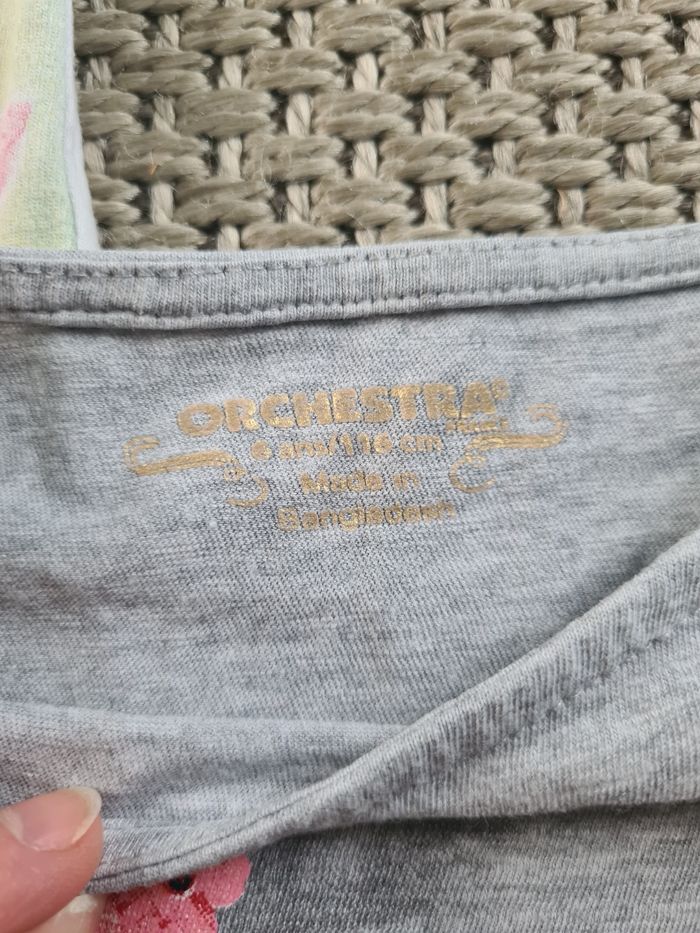 ORCHESTRA®
6 ans/116 cm
Made in
Bangladesh